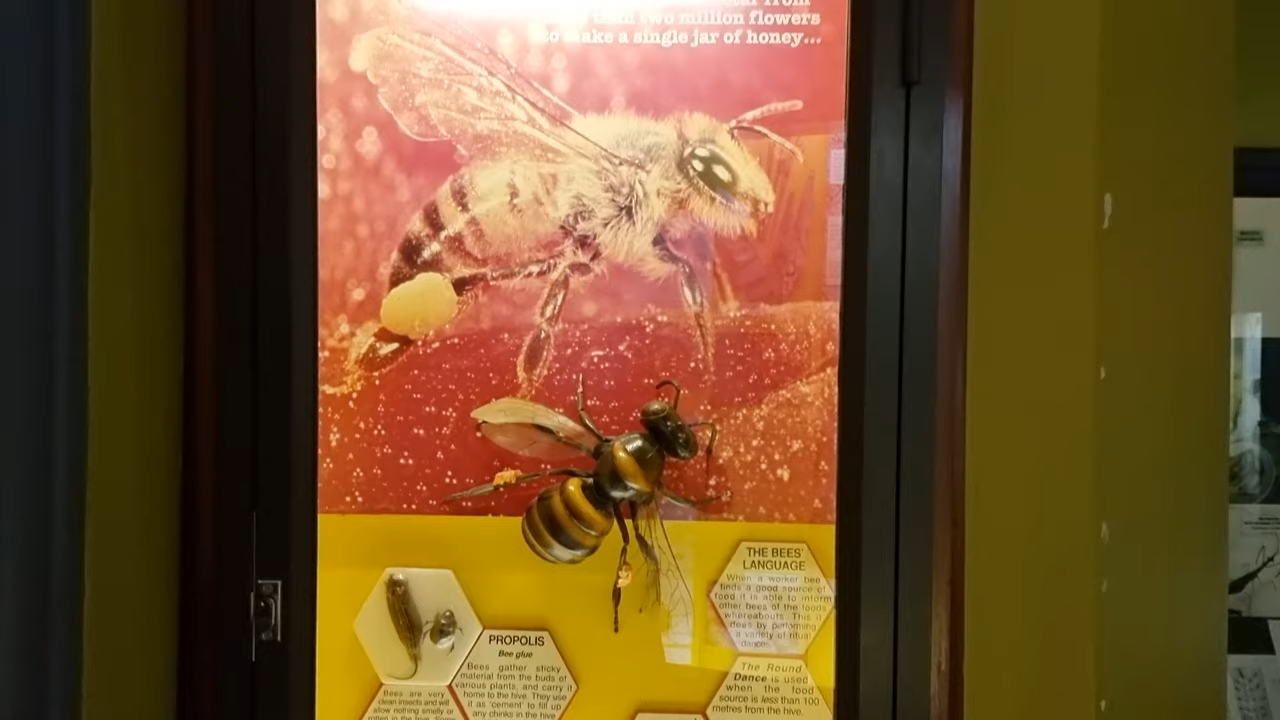 from
than two million flowers
to make a single jar of honey...
THE BEES'
LANGUAGE
When a worker bee
finds a good source of
food it is able to inform
other bees of the foods
whereabouts. This it
does by performing
a variety of ritual
dances.
PROPOLIS
Bee glue
Bees gather sticky
material from the buds of
various plants, and carry it
home to the hive. They use
it as 'cement' to fill up
any chinks in the hive
The Round
Dance is used
when the food
source is less than 100
metres from the hive.
Bees are very
clean insects and will
allow nothing smelly or
rotten in the hive.